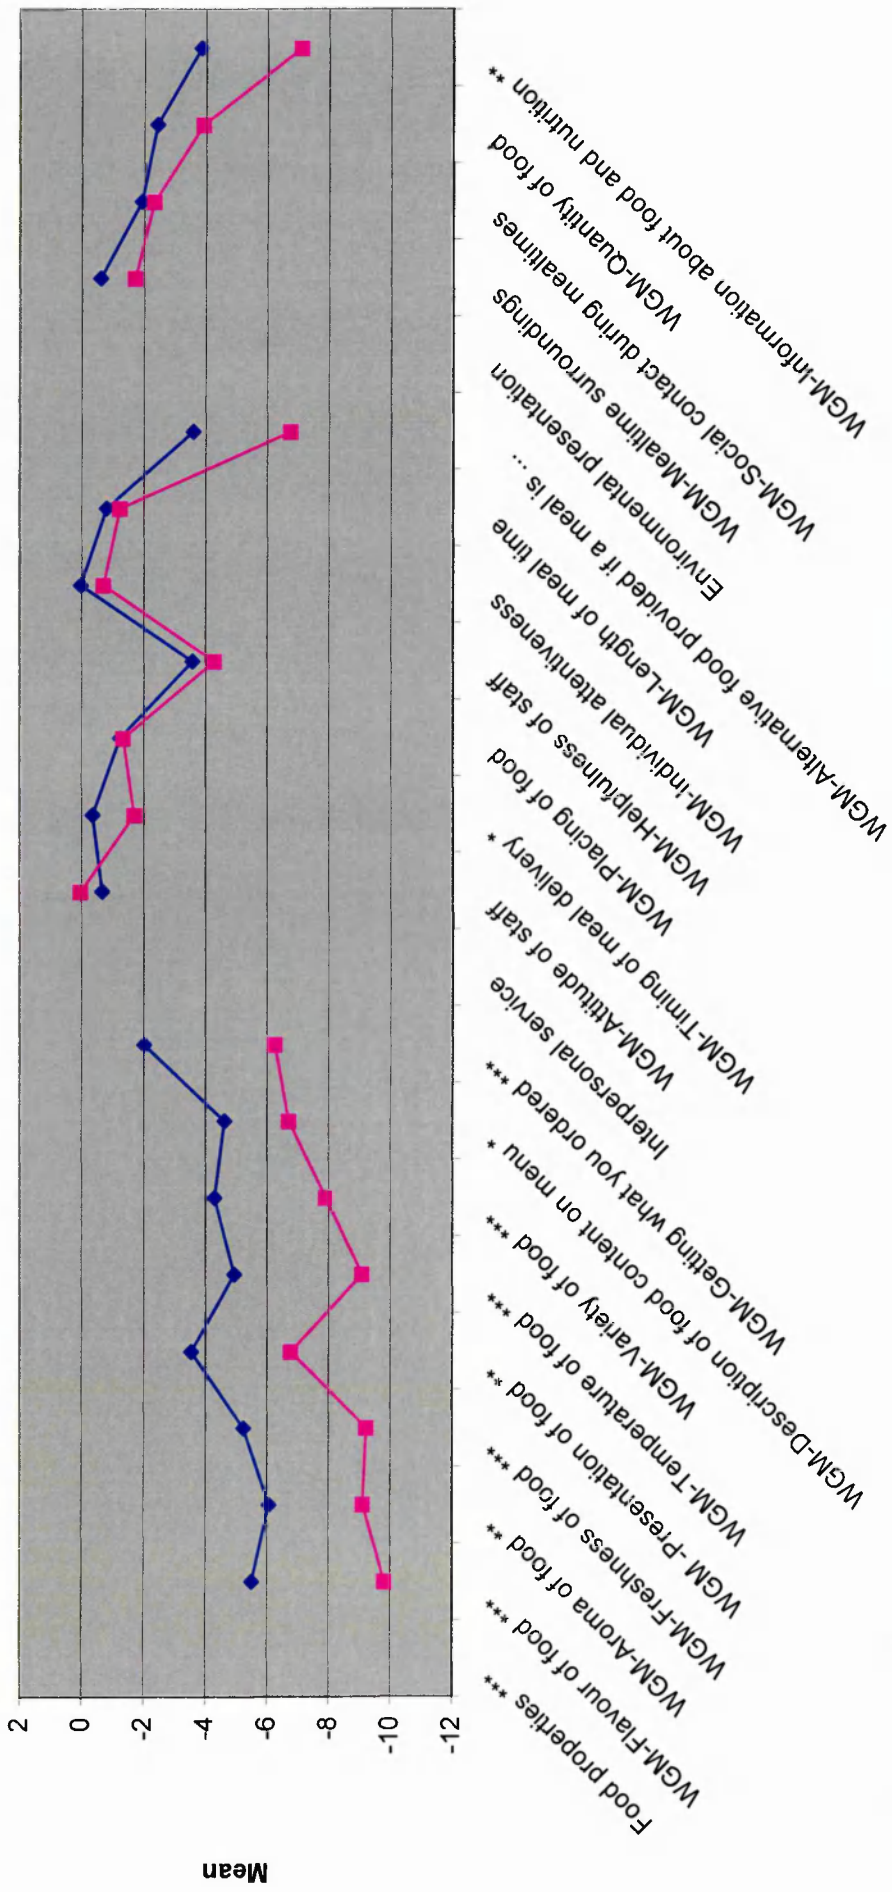 Mean
2
0
-2
-4
-6
-8
-10
-12
Food properties ***
WGM-Flavour of food ***
WGM-Aroma of food **
WGM-Freshness of food ***
WGM -Presentation of food **
WGM-Temperature of food ***
WGM-Variety of food ***
WGM-Description of food content on menu *
WGM-Getting what you ordered ***
Interpersonal service
WGM-Attitude of staff
WGM-Timing of meal delivery *
WGM-Placing of food
WGM-Helpfulness of staff
WGM-individual attentiveness
WGM-Length of meal time
WGM-Alternative food provided if a meal is ...
Environmental presentation
WGM-Mealtime surroundings
WGM-Social contact during mealtimes
WGM-Quantity of food
WGM-Information about food and nutrition **